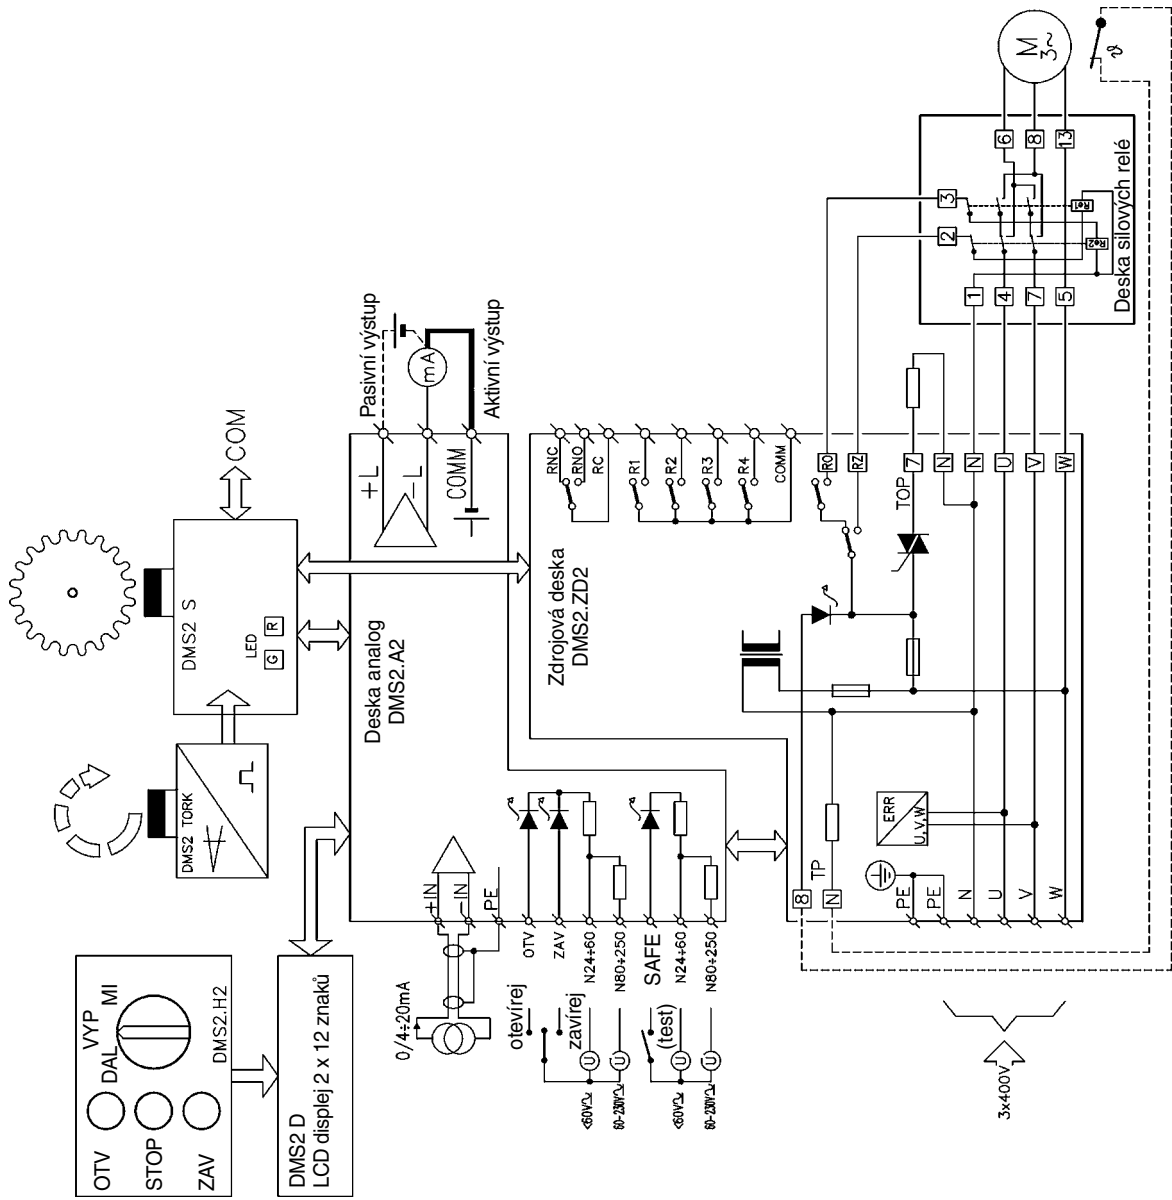 OTV
STOP
ZAV
DAL
VYP
MI
DMS2.H2
DMS2 D
LCD displej 2 x 12 znaků
DMS2 TORK
DMS2 S
LED
G
R
COM
Deska analog
DMS2.A2
+L
-L
COMM
mA
Pasivní výstup
Aktivní výstup
0/4÷20mA
+IN
-IN
PE
otevírej
zavírej
OTV
ZAV
N24÷60
N80÷250
U
U
<60V
60-230V
(test)
SAFE
N24÷60
N80÷250
U
U
<60V
60-230V
Zdrojová deska
DMS2.ZD2
RNC
RNO
RC
R1
R2
R3
R4
COMM
RO
RZ
TOP
7
N
N
U
V
W
8
TP
N
ERR
U,V,W
PE
PE
N
U
V
W
3x400V
Deska silových relé
1
4
7
5
2
3
Re1
Re2
6
8
13
M
3~
ϑ